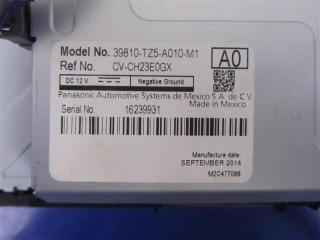 Model No. 39810-TZ5-A010-M1
Ref No. CV-CH23E0GX
A0
DC 12 V Negative Ground
Panasonic Automotive Systems de Mexico S.A. de C.V.
Made in Mexico
Serial No. 16239931
Manufacture date:
SEPTEMBER 2014
M2C477088